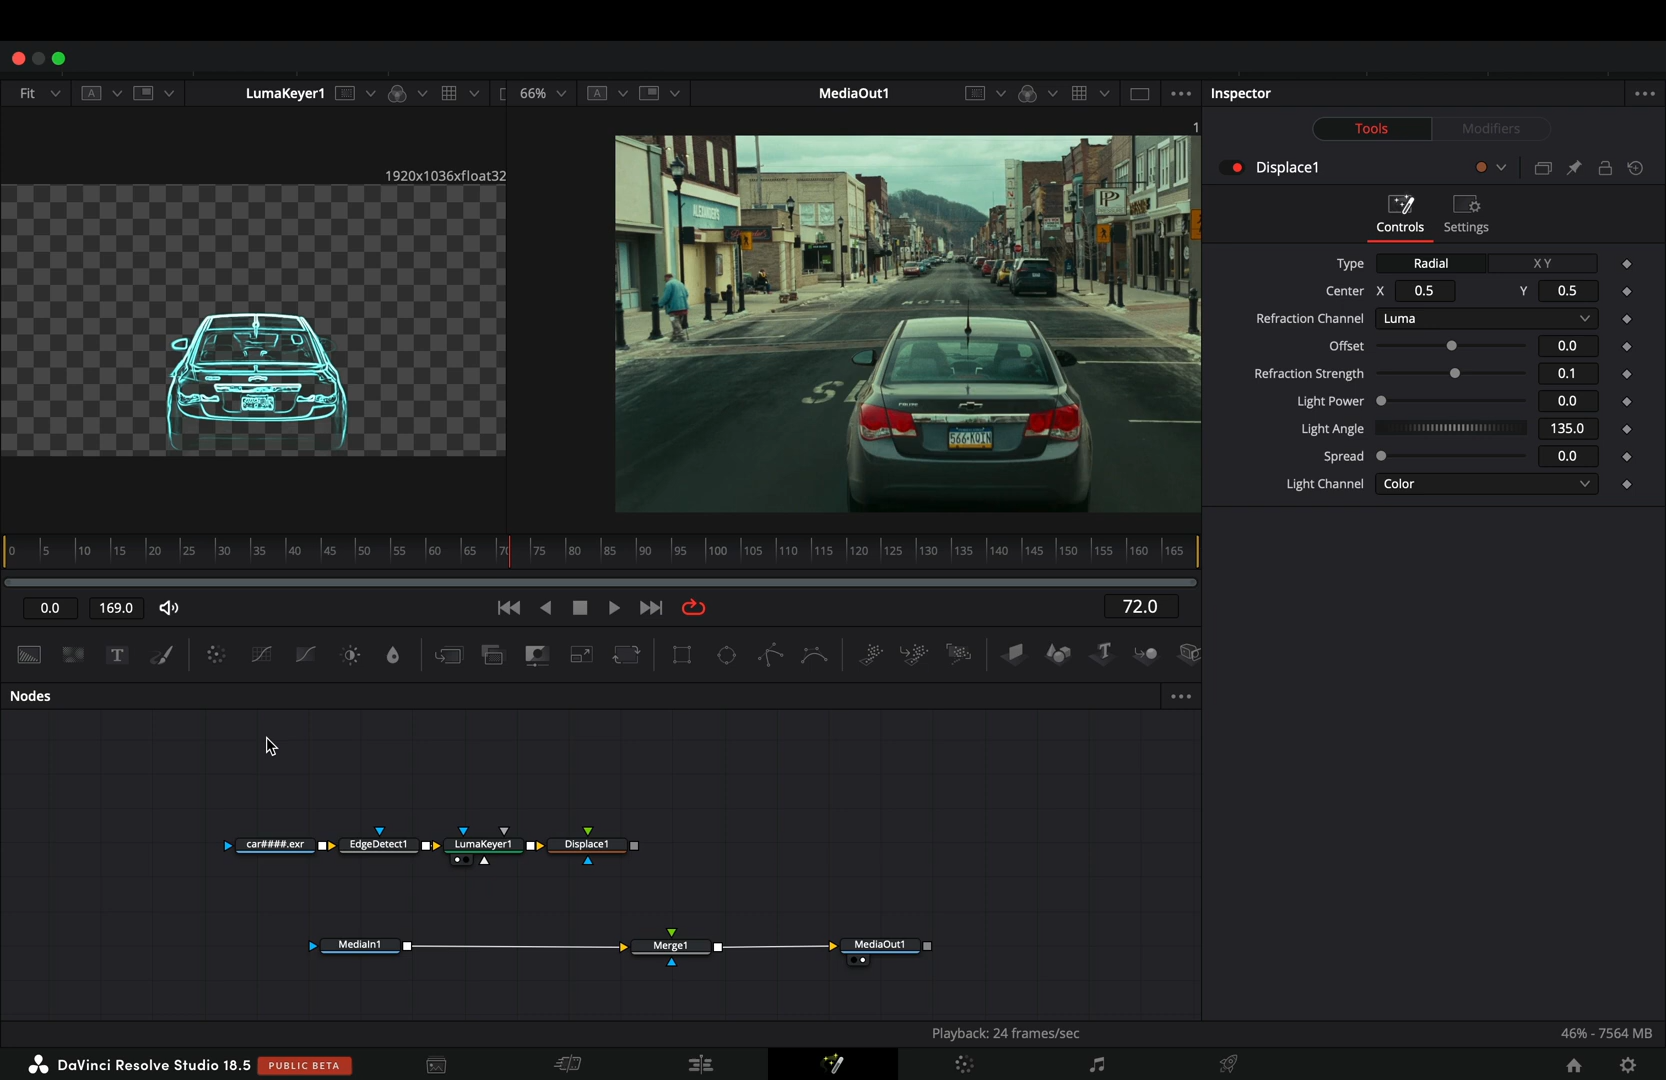 Fit
A
LumaKeyer1
66%
A
MediaOut1
Inspector
Tools
Modifiers
Displace1
Controls
Settings
1920x1036xfloat32
1
ALEXANDER'S
PP
566·KQIN
Type Radial X Y
Center X 0.5 Y 0.5
Refraction Channel Luma
Offset 0.0
Refraction Strength 0.1
Light Power 0.0
Light Angle 135.0
Spread 0.0
Light Channel Color
0 5 10 15 20 25 30 35 40 45 50 55 60 65 70 75 80 85 90 95 100 105 110 115 120 125 130 135 140 145 150 155 160 165
0.0 169.0 72.0
T
T
Nodes
car####.exr
EdgeDetect1
LumaKeyer1
Displace1
MediaIn1
Merge1
MediaOut1
Playback: 24 frames/sec
46% - 7564 MB
DaVinci Resolve Studio 18.5 PUBLIC BETA